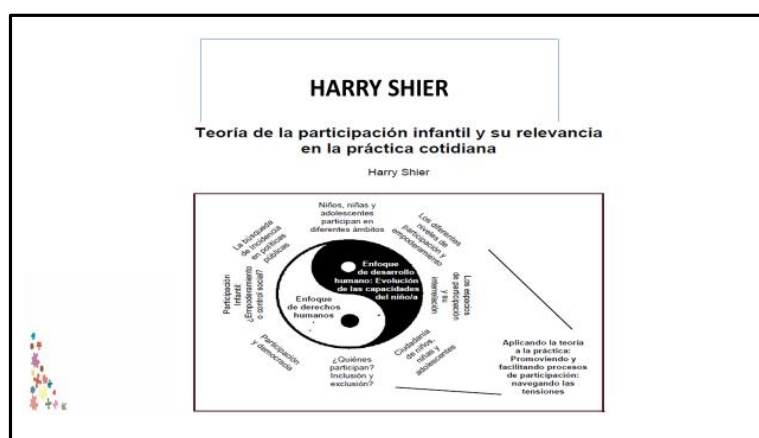 HARRY SHIER
Teoría de la participación infantil y su relevancia
en la práctica cotidiana
Harry Shier
Niños, niñas y
adolescentes
participan en
diferentes ámbitos
Los diferentes
niveles de
participación y
empoderamiento
Los espacios
de participación
y su
interrelación
Ciudadanía
de niños,
niñas y
adolescentes
¿Quiénes
participan?
Inclusión y
exclusión?
Participación
y democracia
Participación
Infantil:
¿Empoderamiento
o control social?
La búsqueda
de Incidencia
en políticas
públicas
Enfoque
de desarrollo
humano: Evolución
de las capacidades
del niño/a
Enfoque
de derechos
humanos
Aplicando la teoría
a la práctica:
Promoviendo y
facilitando procesos
de participación:
navegando las
tensiones